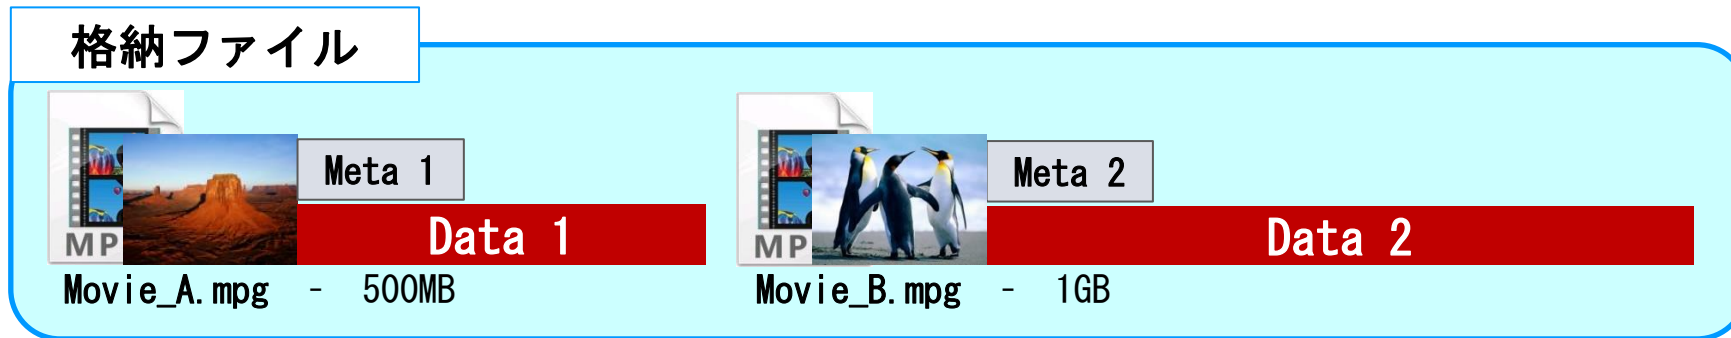 格納ファイル
Meta 1
Data 1
MP
Movie_A.mpg - 500MB
Meta 2
Data 2
MP
Movie_B.mpg - 1GB